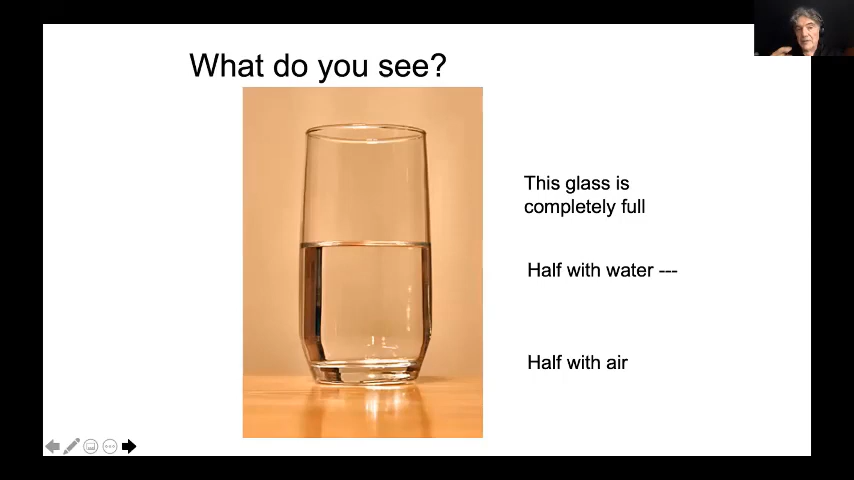 What do you see?
This glass is
completely full
Half with water ---
Half with air